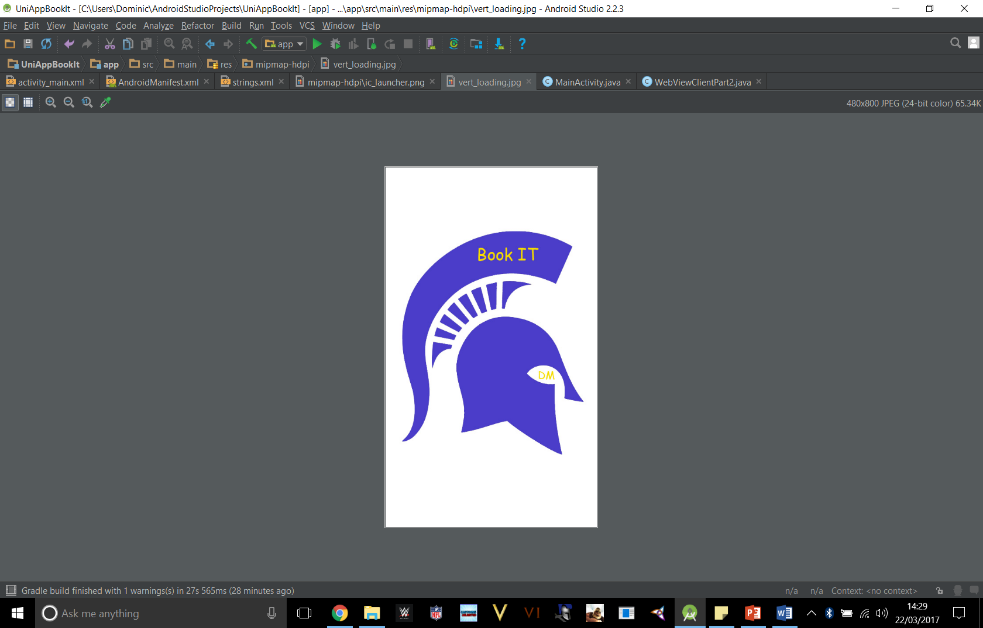 UniAppBookIt - [C:\Users\Dominic\AndroidStudioProjects\UniAppBookIt] - [app] - ...\app\src\main\res\mipmap-hdpi\vert_loading.jpg - Android Studio 2.2.3
File Edit View Navigate Code Analyze Refactor Build Run Tools VCS Window Help
app
UniAppBookIt app src main res mipmap-hdpi vert_loading.jpg
activity_main.xml AndroidManifest.xml strings.xml mipmap-hdpi\ic_launcher.png vert_loading.jpg MainActivity.java WebViewClientPart2.java
480x800 JPEG (24-bit color) 65.34K
Book IT
DM
Gradle build finished with 1 warnings(s) in 27s 565ms (28 minutes ago) n/a n/a Context: <no context>
Ask me anything
14:29
22/03/2017